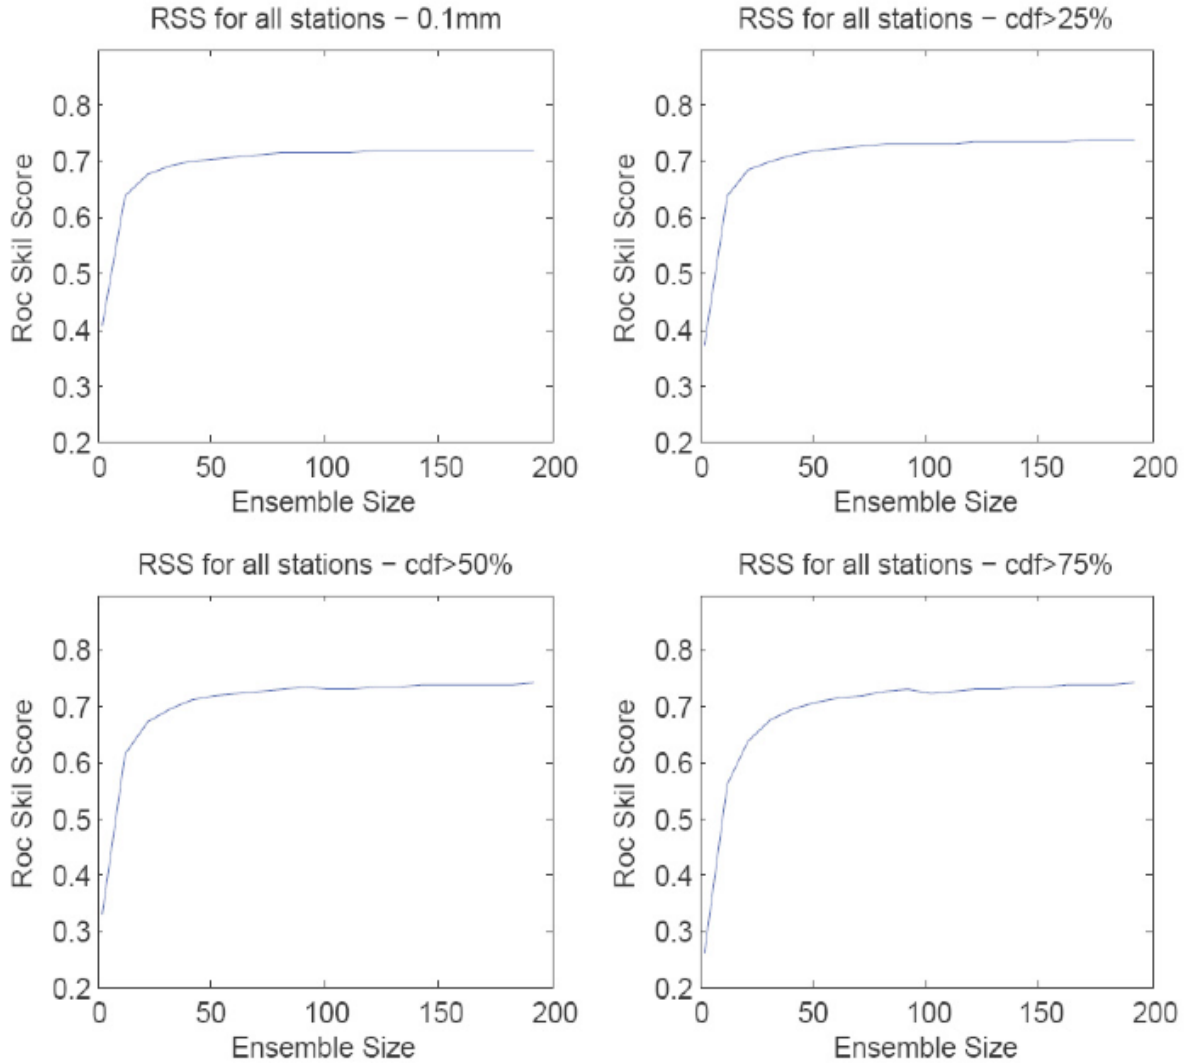 RSS for all stations − 0.1mm
Roc Skil Score
0.8
0.7
0.6
0.5
0.4
0.3
0.2
0 50 100 150 200
Ensemble Size
RSS for all stations − cdf>25%
Roc Skil Score
0.8
0.7
0.6
0.5
0.4
0.3
0.2
0 50 100 150 200
Ensemble Size
RSS for all stations − cdf>50%
Roc Skil Score
0.8
0.7
0.6
0.5
0.4
0.3
0.2
0 50 100 150 200
Ensemble Size
RSS for all stations − cdf>75%
Roc Skil Score
0.8
0.7
0.6
0.5
0.4
0.3
0.2
0 50 100 150 200
Ensemble Size